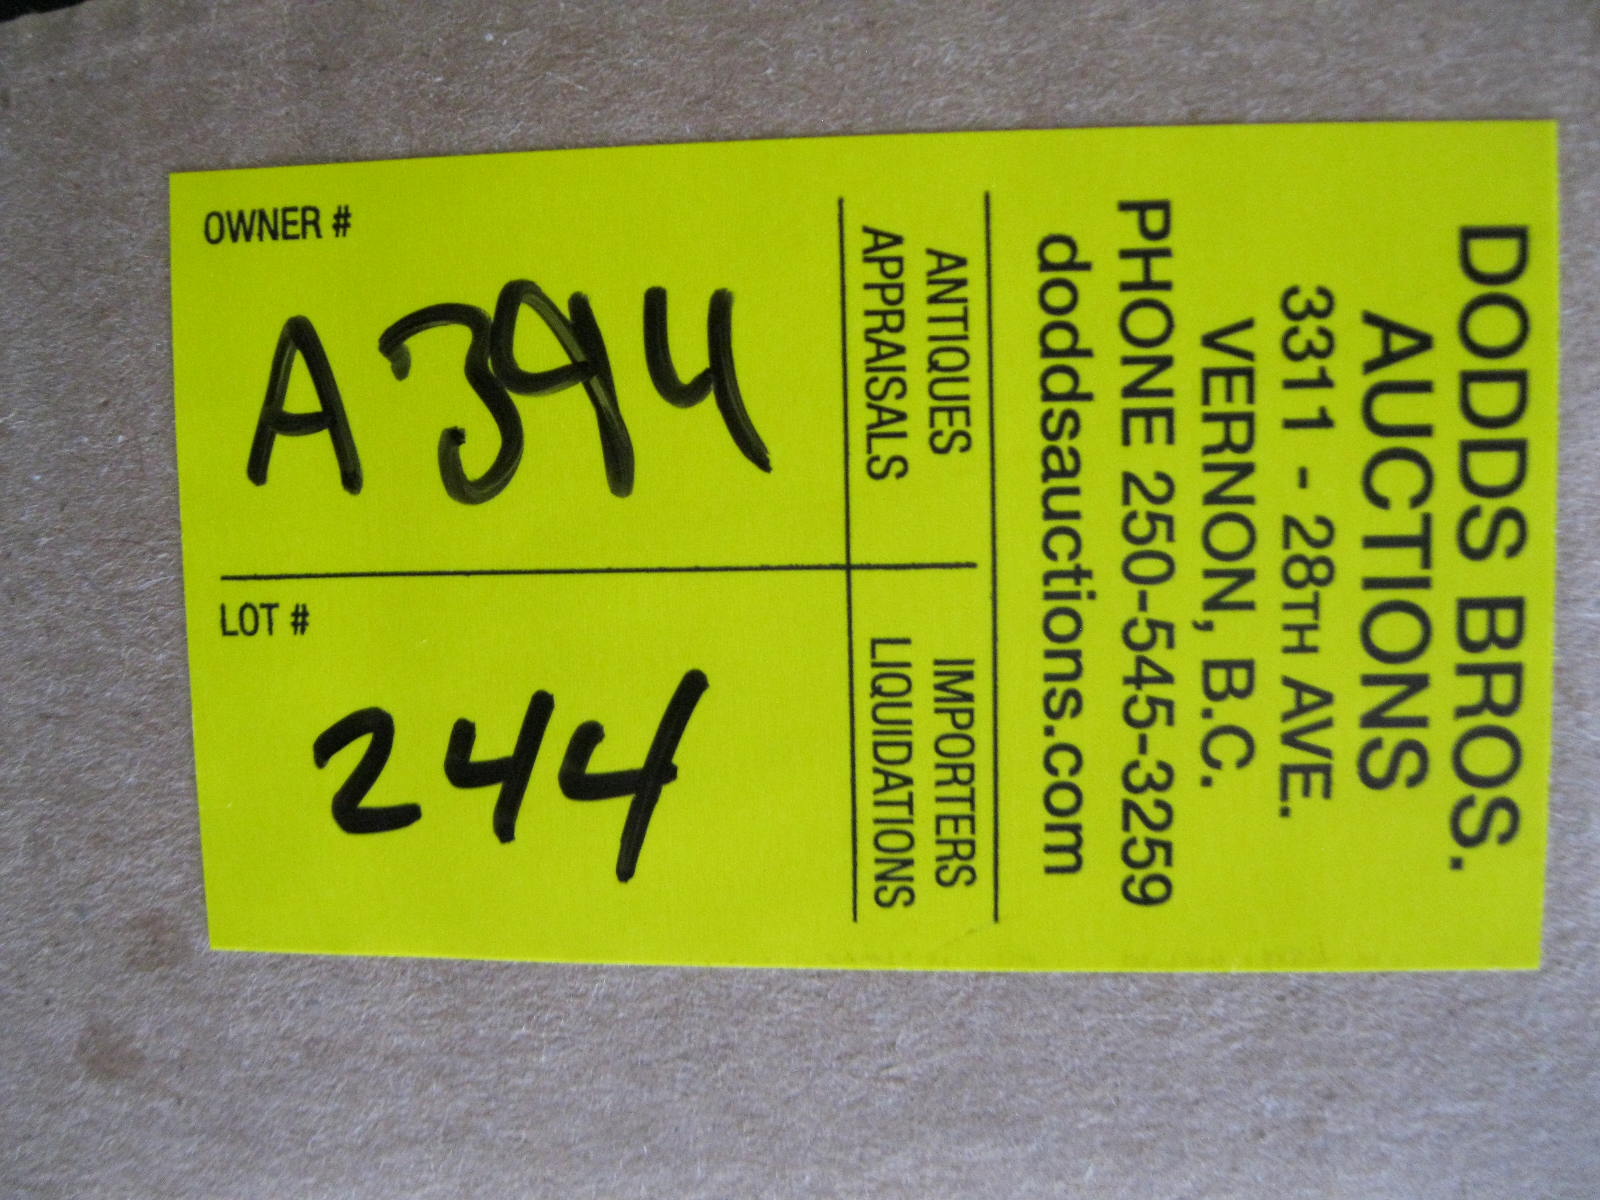 DODDS BROS.
AUCTIONS
3311 - 28TH AVE.
VERNON, B.C.
PHONE 250-545-3259
doddsauctions.com
ANTIQUES
APPRAISALS
IMPORTERS
LIQUIDATIONS
OWNER #
A394
LOT #
244